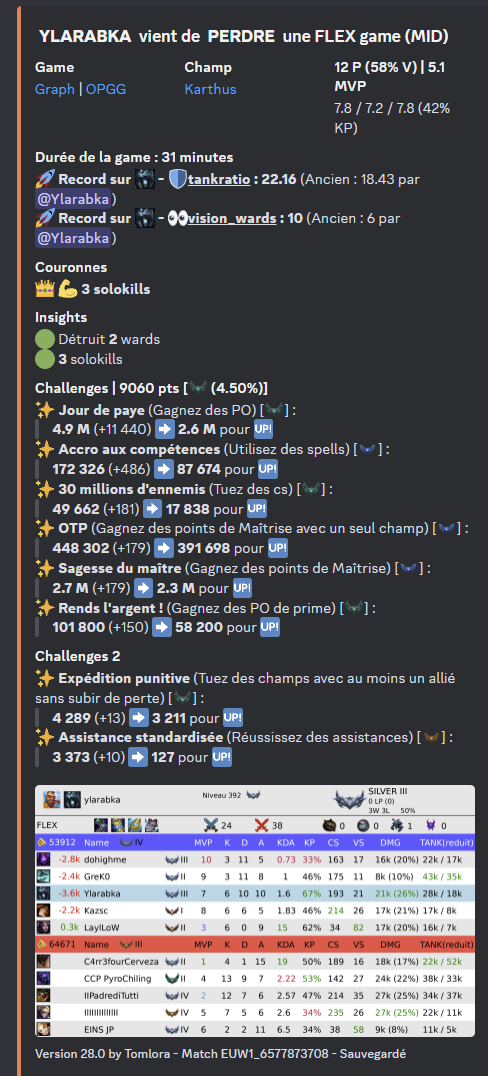 YLARABKA vient de PERDRE une FLEX game (MID)
Game
Graph | OPGG
Champ
Karthus
12 P (58% V) | 5.1
MVP
7.8 / 7.2 / 7.8 (42%
KP)
Durée de la game : 31 minutes
Record sur - tankratio : 22.16 (Ancien : 18.43 par
@Ylarabka)
Record sur - vision_wards : 10 (Ancien : 6 par
@Ylarabka)
Couronnes
3 solokills
Insights
Détruit 2 wards
3 solokills
Challenges | 9060 pts [ (4.50%)]
Jour de paye (Gagnez des PO) [ ] :
4.9 M (+11 440) 2.6 M pour UP!
Accro aux compétences (Utilisez des spells) [ ] :
172 326 (+486) 87 674 pour UP!
30 millions d'ennemis (Tuez des cs) [ ] :
49 662 (+181) 17 838 pour UP!
OTP (Gagnez des points de Maîtrise avec un seul champ) [ ] :
448 302 (+179) 391 698 pour UP!
Sagesse du maître (Gagnez des points de Maîtrise) [ ] :
2.7 M (+179) 2.3 M pour UP!
Rends l'argent ! (Gagnez des PO de prime) [ ] :
101 800 (+150) 58 200 pour UP!
Challenges 2
Expédition punitive (Tuez des champs avec au moins un allié
sans subir de perte) [ ] :
4 289 (+13) 3 211 pour UP!
Assistance standardisée (Réussissez des assistances) [ ] :
3 373 (+10) 127 pour UP!
ylarabka Niveau 392 SILVER III
0 LP (0)
3W 3L 50%
FLEX 24 38 0 0 1 0
53912 Name IV MVP K D A KDA KP CS VS DMG TANK(reduit)
-2.8k dohighme III 10 3 11 5 0.73 33% 163 17 16k (20%) 22k / 17k
-2.4k GreK0 II 9 3 11 8 1 46% 175 11 8k (10%) 43k / 35k
-3.6k Ylarabka III 7 6 10 10 1.6 67% 193 21 21k (26%) 28k / 18k
-2.2k Kazsc I 8 6 6 5 1.83 46% 214 26 17k (21%) 17k / 8k
0.3k LaylLoW II 3 6 0 9 15 62% 34 82 17k (20%) 16k / 7k
64671 Name III MVP K D A KDA KP CS VS DMG TANK(reduit)
C4rr3fourCerveza II 1 4 1 15 19 50% 189 16 18k (17%) 22k / 52k
CCP PyroChiling II 4 13 9 7 2.22 53% 142 27 24k (22%) 38k / 33k
IIPadrediTutti IV 2 12 7 6 2.57 47% 214 35 27k (25%) 34k / 37k
IIIIIIIIIIIIIIII IV 5 7 5 6 2.6 34% 235 26 27k (25%) 22k / 11k
EINS JP IV 6 2 2 11 6.5 34% 38 58 9k (8%) 11k / 5k
Version 28.0 by Tomlora - Match EUW1_6577873708 - Sauvegardé